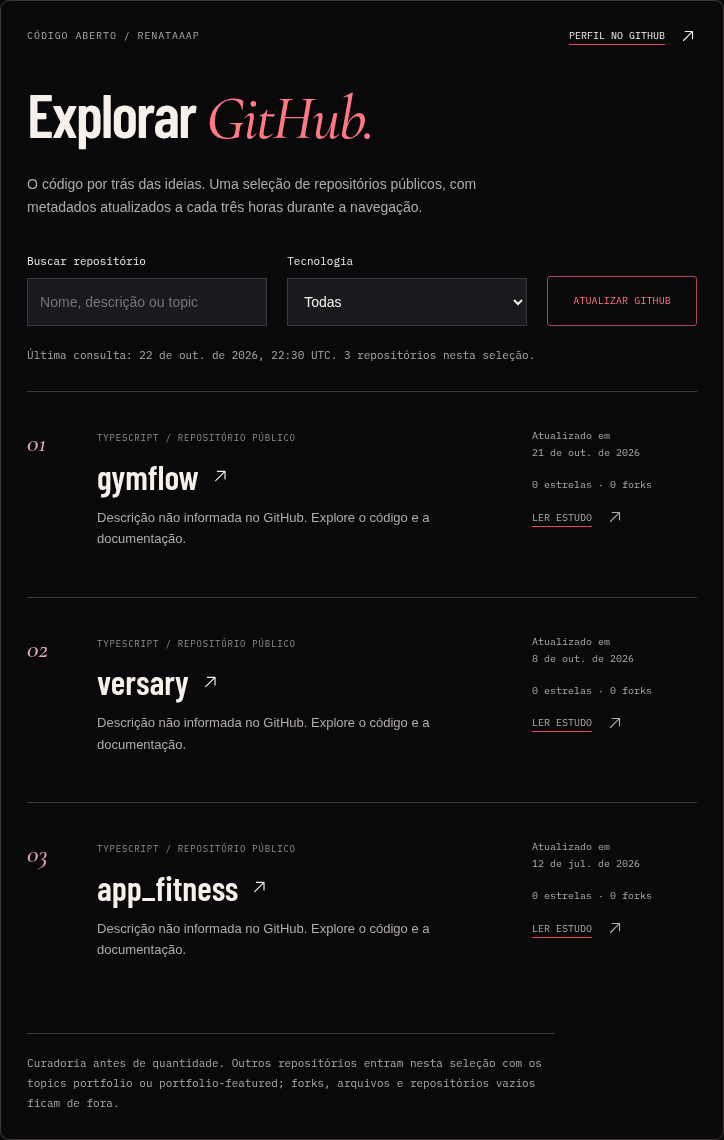 CÓDIGO ABERTO / RENATAAAP
PERFIL NO GITHUB
Explorar GitHub.
O código por trás das ideias. Uma seleção de repositórios públicos, com
metadados atualizados a cada três horas durante a navegação.
Buscar repositório
Tecnologia
Nome, descrição ou topic
Todas
ATUALIZAR GITHUB
Última consulta: 22 de out. de 2026, 22:30 UTC. 3 repositórios nesta seleção.
01
TYPESCRIPT / REPOSITÓRIO PÚBLICO
gymflow
Descrição não informada no GitHub. Explore o código e a
documentação.
Atualizado em
21 de out. de 2026
0 estrelas · 0 forks
LER ESTUDO
02
TYPESCRIPT / REPOSITÓRIO PÚBLICO
versary
Descrição não informada no GitHub. Explore o código e a
documentação.
Atualizado em
8 de out. de 2026
0 estrelas · 0 forks
LER ESTUDO
03
TYPESCRIPT / REPOSITÓRIO PÚBLICO
app_fitness
Descrição não informada no GitHub. Explore o código e a
documentação.
Atualizado em
12 de jul. de 2026
0 estrelas · 0 forks
LER ESTUDO
Curadoria antes de quantidade. Outros repositórios entram nesta seleção com os
topics portfolio ou portfolio-featured; forks, arquivos e repositórios vazios
ficam de fora.